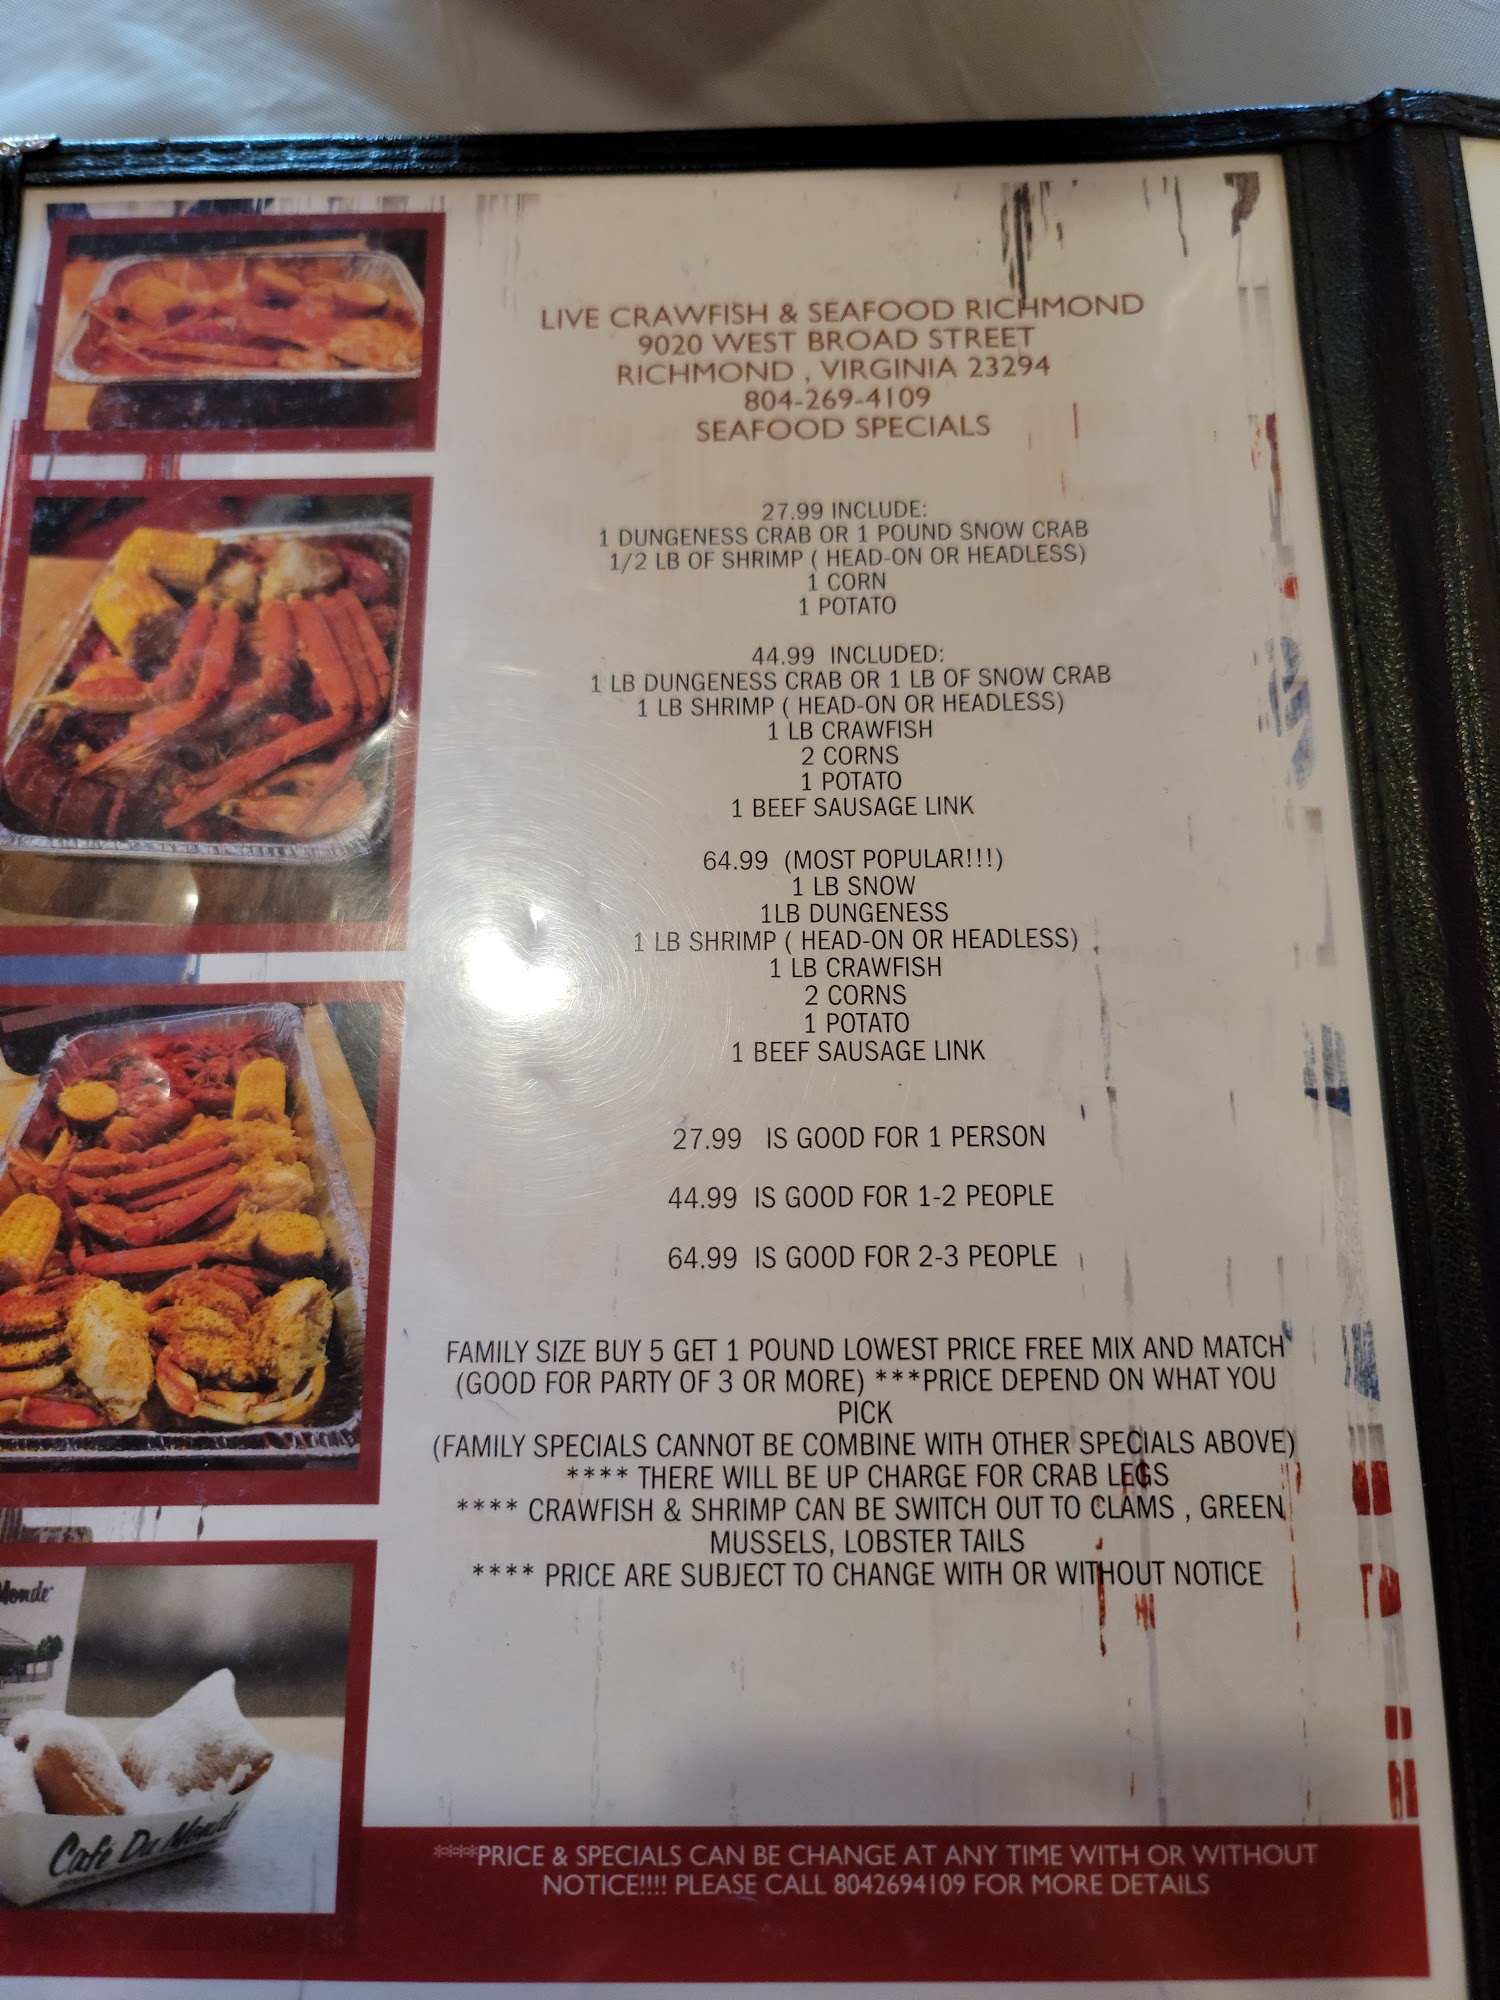 LIVE CRAWFISH & SEAFOOD RICHMOND
9020 WEST BROAD STREET
RICHMOND , VIRGINIA 23294
804-269-4109
SEAFOOD SPECIALS
27.99 INCLUDE:
1 DUNGENESS CRAB OR 1 POUND SNOW CRAB
1/2 LB OF SHRIMP ( HEAD-ON OR HEADLESS)
1 CORN
1 POTATO
44.99 INCLUDED:
1 LB DUNGENESS CRAB OR 1 LB OF SNOW CRAB
1 LB SHRIMP ( HEAD-ON OR HEADLESS)
1 LB CRAWFISH
2 CORNS
1 POTATO
1 BEEF SAUSAGE LINK
64.99 (MOST POPULAR!!!)
1 LB SNOW
1LB DUNGENESS
1 LB SHRIMP ( HEAD-ON OR HEADLESS)
1 LB CRAWFISH
2 CORNS
1 POTATO
1 BEEF SAUSAGE LINK
27.99 IS GOOD FOR 1 PERSON
44.99 IS GOOD FOR 1-2 PEOPLE
64.99 IS GOOD FOR 2-3 PEOPLE
FAMILY SIZE BUY 5 GET 1 POUND LOWEST PRICE FREE MIX AND MATCH
(GOOD FOR PARTY OF 3 OR MORE) ***PRICE DEPEND ON WHAT YOU
PICK
(FAMILY SPECIALS CANNOT BE COMBINE WITH OTHER SPECIALS ABOVE)
**** THERE WILL BE UP CHARGE FOR CRAB LEGS
**** CRAWFISH & SHRIMP CAN BE SWITCH OUT TO CLAMS , GREEN
MUSSELS, LOBSTER TAILS
**** PRICE ARE SUBJECT TO CHANGE WITH OR WITHOUT NOTICE
Monde
Café Du Monde
****PRICE & SPECIALS CAN BE CHANGE AT ANY TIME WITH OR WITHOUT
NOTICE!!!! PLEASE CALL 8042694109 FOR MORE DETAILS